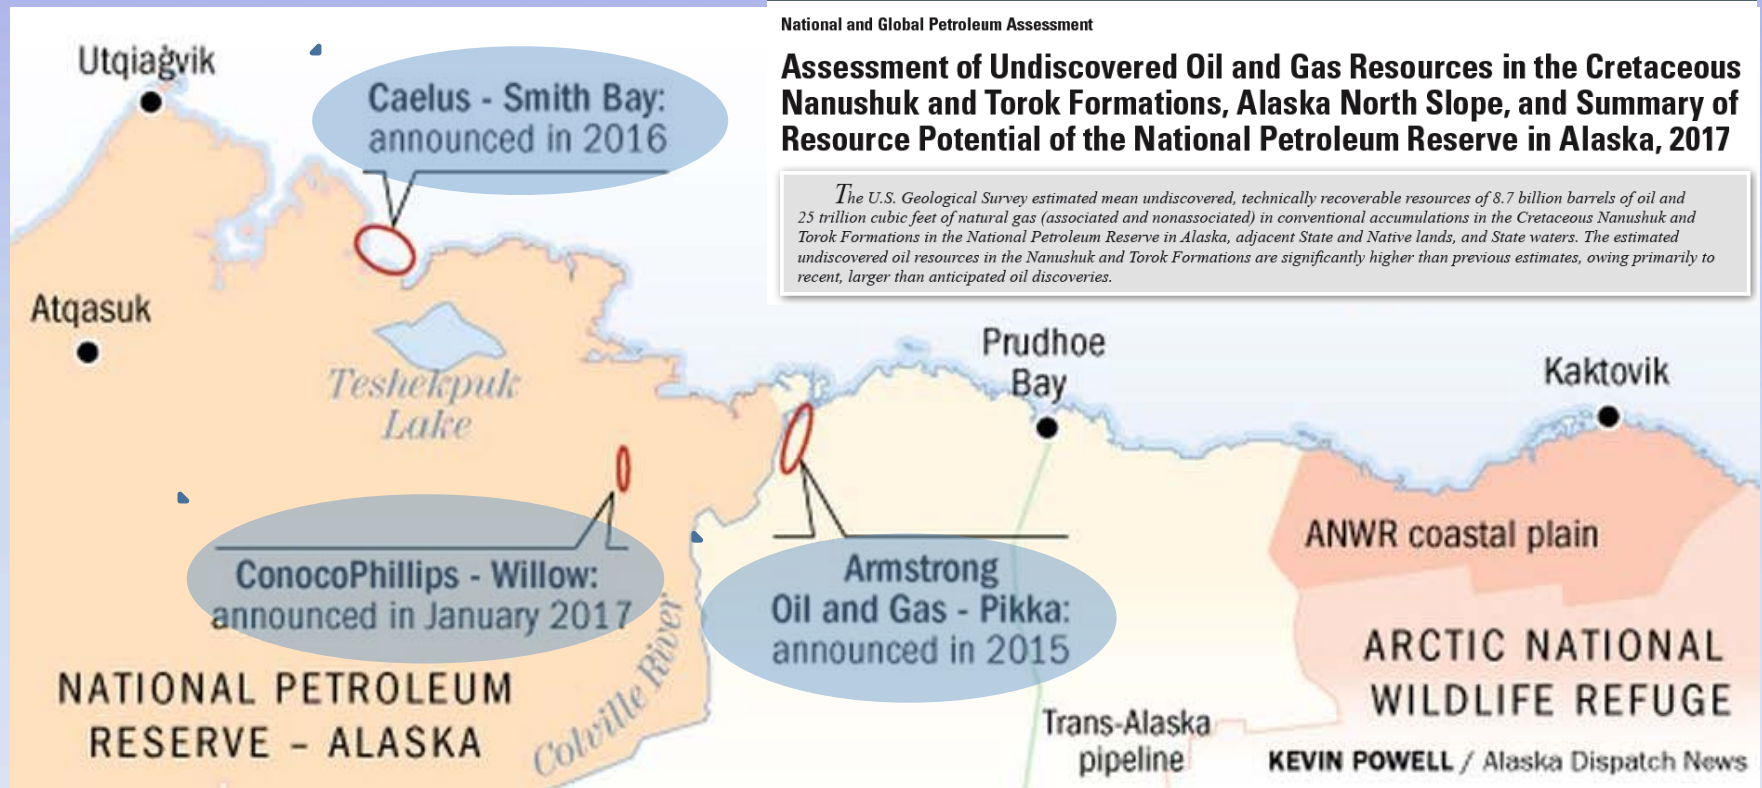 National and Global Petroleum Assessment
Assessment of Undiscovered Oil and Gas Resources in the Cretaceous
Nanushuk and Torok Formations, Alaska North Slope, and Summary of
Resource Potential of the National Petroleum Reserve in Alaska, 2017
The U.S. Geological Survey estimated mean undiscovered, technically recoverable resources of 8.7 billion barrels of oil and
25 trillion cubic feet of natural gas (associated and nonassociated) in conventional accumulations in the Cretaceous Nanushuk and
Torok Formations in the National Petroleum Reserve in Alaska, adjacent State and Native lands, and State waters. The estimated
undiscovered oil resources in the Nanushuk and Torok Formations are significantly higher than previous estimates, owing primarily to
recent, larger than anticipated oil discoveries.
Utqiaġvik
Caelus - Smith Bay:
announced in 2016
Atqasuk
Teshekpuk
Lake
Prudhoe
Bay
Kaktovik
ConocoPhillips - Willow:
announced in January 2017
Armstrong
Oil and Gas - Pikka:
announced in 2015
ANWR coastal plain
ARCTIC NATIONAL
WILDLIFE REFUGE
NATIONAL PETROLEUM
RESERVE – ALASKA
Colville River
Trans-Alaska
pipeline
KEVIN POWELL / Alaska Dispatch News